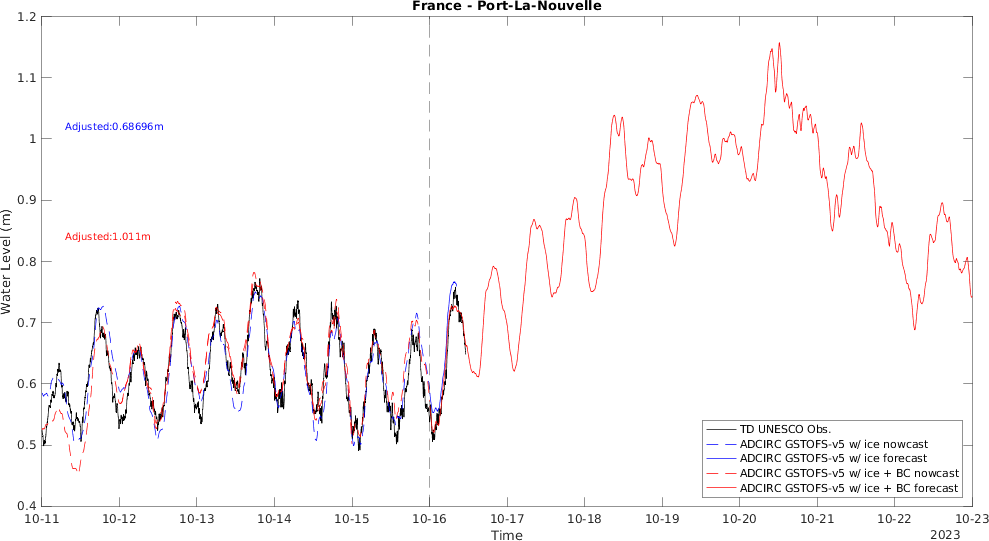 France - Port-La-Nouvelle
1.2
1.1
1
0.9
0.8
0.7
0.6
0.5
0.4
Water Level (m)
Adjusted:0.68696m
Adjusted:1.011m
TD UNESCO Obs.
ADCIRC GSTOFS-v5 w/ ice nowcast
ADCIRC GSTOFS-v5 w/ ice forecast
ADCIRC GSTOFS-v5 w/ ice + BC nowcast
ADCIRC GSTOFS-v5 w/ ice + BC forecast
10-11 10-12 10-13 10-14 10-15 10-16 10-17 10-18 10-19 10-20 10-21 10-22 10-23
Time
2023